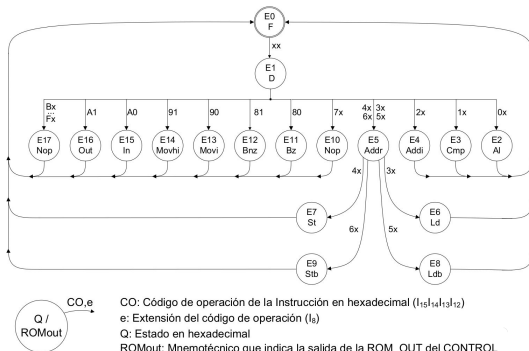 E0
F
xx
E1
D
Bx
...
Fx
A1
A0
91
90
81
80
7x
4x 3x
6x 5x
2x
1x
0x
E17
Nop
E16
Out
E15
In
E14
Movhi
E13
Movi
E12
Bnz
E11
Bz
E10
Nop
E5
Addr
E4
Addi
E3
Cmp
E2
Al
4x
3x
E7
St
E6
Ld
6x
5x
E9
Stb
E8
Ldb
CO,e
Q /
ROMout
CO: Código de operación de la Instrucción en hexadecimal (I₁₅I₁₄I₁₃I₁₂)
e: Extensión del código de operación (I₈)
Q: Estado en hexadecimal
ROMout: Mnemotécnico que indica la salida de la ROM_OUT del CONTROL